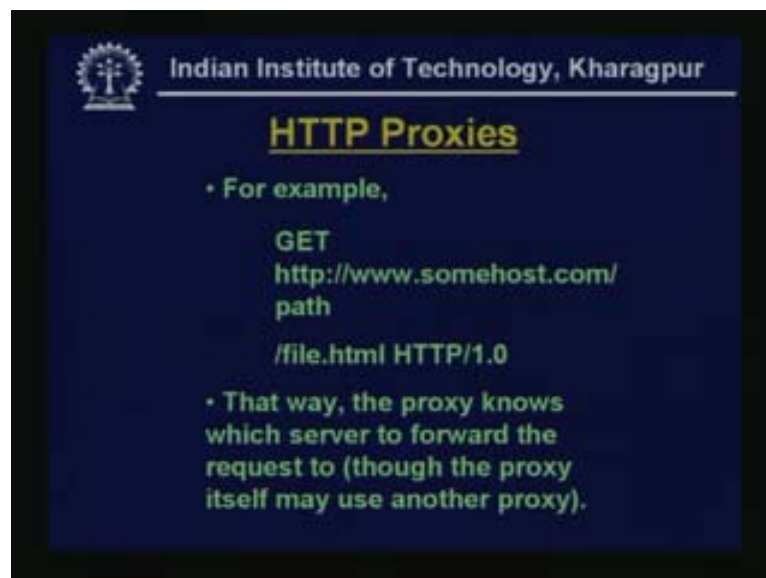 Indian Institute of Technology, Kharagpur
HTTP Proxies
• For example,
GET
http://www.somehost.com/
path
/file.html HTTP/1.0
• That way, the proxy knows
which server to forward the
request to (though the proxy
itself may use another proxy).